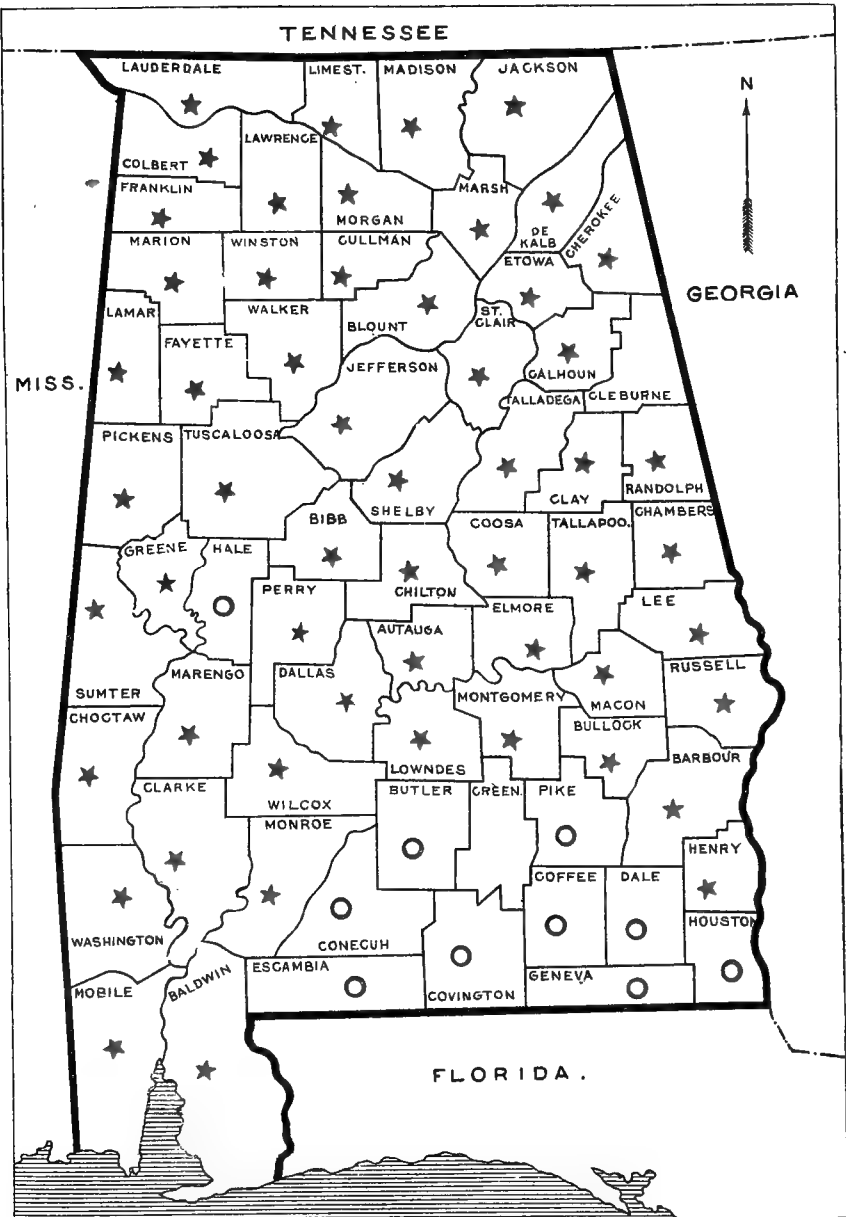 TENNESSEE
LAUDERDALE
LIMEST.
MADISON
JACKSON
N
LAWRENCE
COLBERT
FRANKLIN
MARSH
MORGAN
DE KALB
CHEROKEE
MARION
WINSTON
CULLMAN
ETOWA
GEORGIA
LAMAR
WALKER
BLOUNT
ST. CLAIR
FAYETTE
JEFFERSON
CALHOUN
MISS.
TALLADEGA
CLEBURNE
PICKENS
TUSCALOOSA
RANDOLPH
CLAY
SHELBY
CHAMBERS
BIBB
COOSA
TALLAPOO.
GREENE
HALE
PERRY
CHILTON
LEE
ELMORE
AUTAUGA
RUSSELL
MARENGO
DALLAS
SUMTER
MONTGOMERY
MACON
CHOCTAW
BULLOCK
BARBOUR
LOWNDES
CLARKE
BUTLER
CREEN.
PIKE
WILCOX
MONROE
HENRY
COFFEE
DALE
HOUSTON
WASHINGTON
CONECUH
ESCAMBIA
GENEVA
MOBILE
BALDWIN
COVINGTON
FLORIDA.